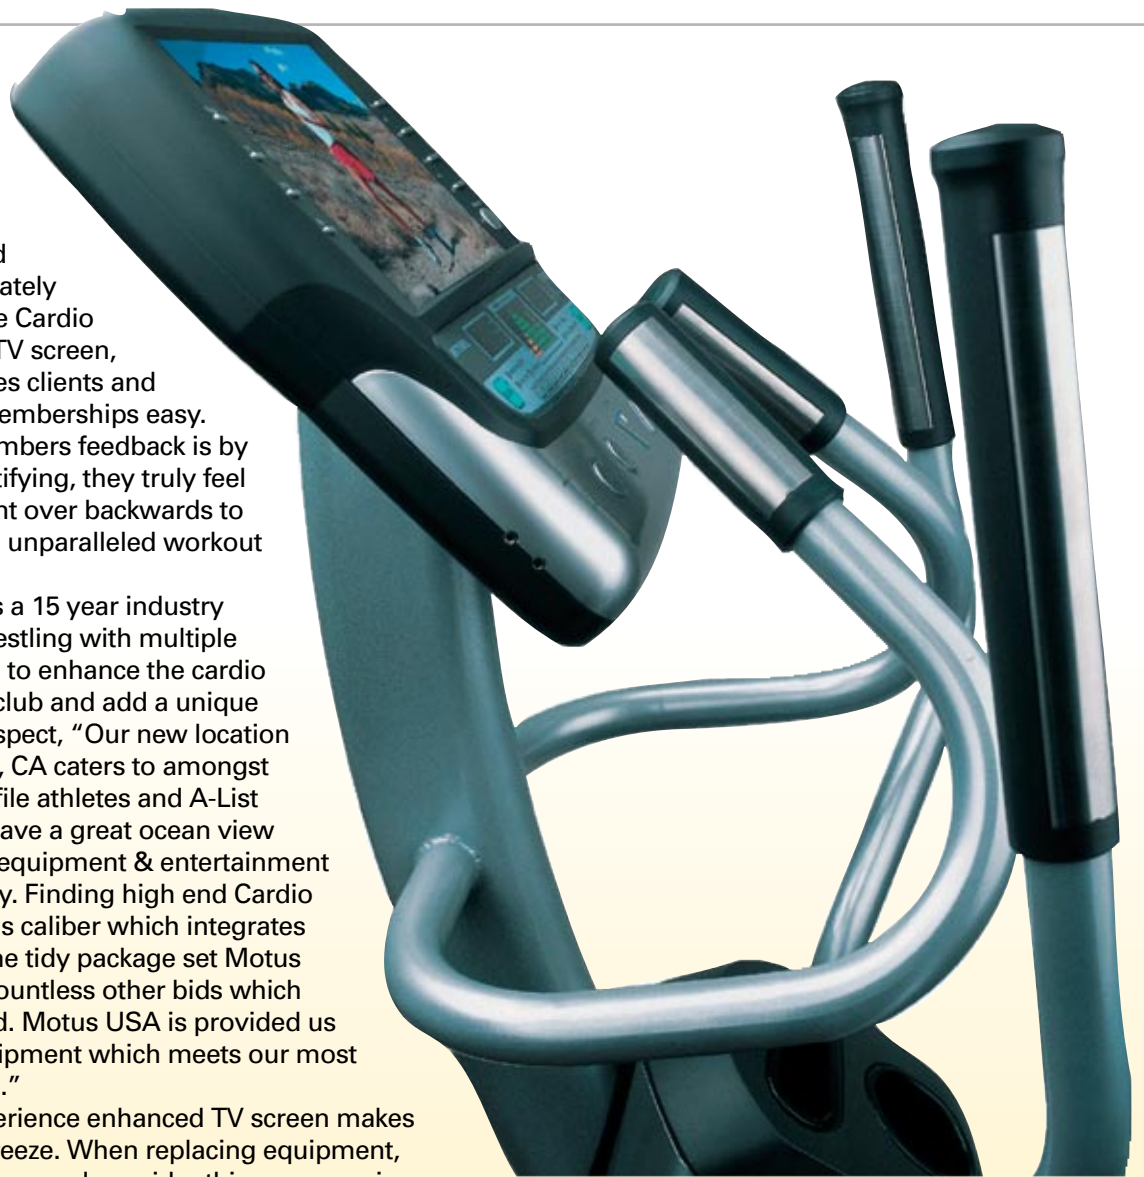 ately
e Cardio
TV screen,
es clients and
emberships easy.
mbers feedback is by
tifying, they truly feel
nt over backwards to
unparalleled workout
s a 15 year industry
estling with multiple
to enhance the cardio
club and add a unique
spect, “Our new location
, CA caters to amongst
file athletes and A-List
ave a great ocean view
equipment & entertainment
y. Finding high end Cardio
s caliber which integrates
ne tidy package set Motus
ountless other bids which
d. Motus USA is provided us
ipment which meets our most
.”
erience enhanced TV screen makes
reeze. When replacing equipment,